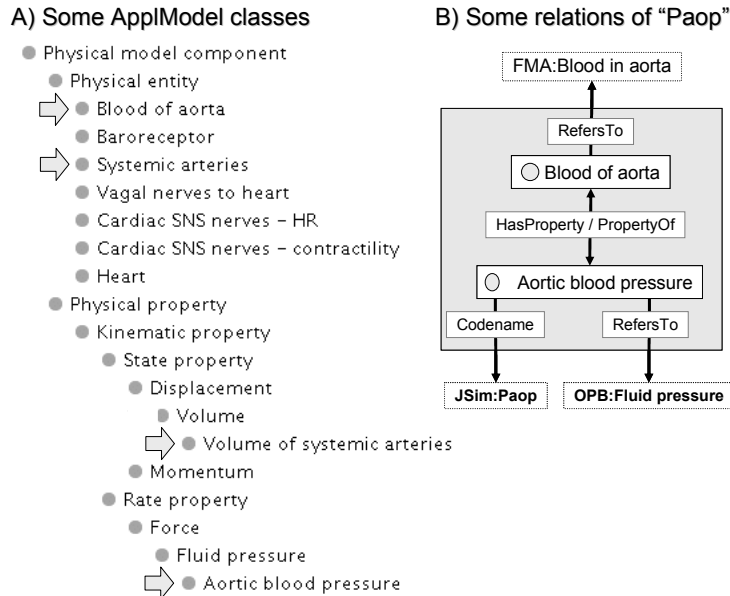 A) Some ApplModel classes
Physical model component
Physical entity
Blood of aorta
Baroreceptor
Systemic arteries
Vagal nerves to heart
Cardiac SNS nerves – HR
Cardiac SNS nerves – contractility
Heart
Physical property
Kinematic property
State property
Displacement
Volume
Volume of systemic arteries
Momentum
Rate property
Force
Fluid pressure
Aortic blood pressure
B) Some relations of “Paop”
FMA:Blood in aorta
RefersTo
Blood of aorta
HasProperty / PropertyOf
Aortic blood pressure
Codename RefersTo
JSim:Paop OPB:Fluid pressure